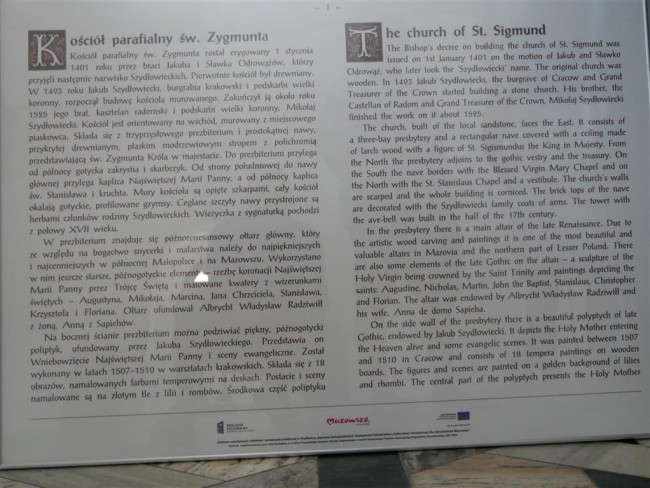 - 1 -
Kościół parafialny św. Zygmunta
Kościół parafialny św. Zygmunta został erygowany 1 stycznia
1401 roku przez braci Jakuba i Sławka Odrowążów, którzy
przyjęli następnie nazwisko Szydłowieckich. Pierwotnie kościół był drewniany.
W 1493 roku Jakub Szydłowiecki, burgrabia krakowski i podskarbi wielki
koronny, rozpoczął budowę kościoła murowanego. Zakończył ją około roku
1525 jego brat, kasztelan radomski i podskarbi wielki koronny, Mikołaj
Szydłowiecki. Kościół jest orientowany na wschód, murowany z miejscowego
piaskowca. Składa się z trzyprzęsłowego prezbiterium i prostokątnej nawy,
przykrytej drewnianym, płaskim modrzewiowym stropem z polichromią
przedstawiającą św. Zygmunta Króla w majestacie. Do prezbiterium przylega
od północy gotycka zakrystia i skarbczyk. Od strony południowej do nawy
głównej przylega kaplica Najświętszej Marii Panny, a od północy kaplica
św. Stanisława i kruchta. Mury kościoła są opięte szkarpami, cały kościół
okalają gotyckie, profilowane grymsy. Ceglane szczyty nawy przystrojone są
herbami członków rodziny Szydłowieckich. Wieżyczka z sygnaturką pochodzi
z połowy XVII wieku.
W prezbiterium znajduje się późnorenesansowy ołtarz główny, który
ze względu na bogactwo snycerki i malarstwa należy do najpiękniejszych
i najcenniejszych w północnej Małopolsce i na Mazowszu. Wykorzystano
w nim jeszcze starsze, późnogotyckie elementy - rzeźbę koronacji Najświętszej
Marii Panny przez Trójcę Świętą i malowane kwatery z wizerunkami
świętych - Augustyna, Mikołaja, Marcina, Jana Chrzciciela, Stanisława,
Krzysztofa i Floriana. Ołtarz ufundował Albrycht Władysław Radziwiłł
z żoną, Anną z Sapiehów.
Na bocznej ścianie prezbiterium można podziwiać piękny, późnogotycki
poliptyk, ufundowany przez Jakuba Szydłowieckiego. Przedstawia on
Wniebowzięcie Najświętszej Marii Panny i sceny ewangeliczne. Został
wykonany w latach 1507-1510 w warsztatach krakowskich. Składa się z 18
obrazów, namalowanych farbami temperowymi na deskach. Postacie i sceny
namalowane są na złotym tle z lilii i rombów. Środkowa część poliptyku
The church of St. Sigmund
The Bishop's decree on building the church of St. Sigmund was
issued on 1st January 1401 on the motion of Jakub and Sławko
Odrowąż, who later took the 'Szydłowiecki' name. The original church was
wooden. In 1493 Jakub Szydłowiecki, the burgrave of Cracow and Grand
Treasurer of the Crown started building a stone church. His brother, the
Castellan of Radom and Grand Treasurer of the Crown, Mikołaj Szydłowiecki
finished the work on it about 1525.
The church, built of the local sandstone, faces the East. It consists of
a three-bay presbytery and a rectangular nave covered with a ceiling made
of larch wood with a figure of St. Sigismundus the King in Majesty. From
the North the presbytery adjoins to the gothic vestry and the treasury. On
the South the nave borders with the Blessed Virgin Mary Chapel and on
the North with the St. Stanislaus Chapel and a vestibule. The church's walls
are scarped and the whole building is corniced. The brick tops of the nave
are decorated with the Szydłowiecki family coats of arms. The tower with
the ave-bell was built in the half of the 17th century.
In the presbytery there is a main altair of the late Renaissance. Due to
the artistic wood carving and paintings it is one of the most beautiful and
valuable altairs in Mazovia and the northern part of Lesser Poland. There
are also some elements of the late Gothic on the altair - a sculpture of the
Holy Virgin being crowned by the Saint Trinity and paintings depicting the
saints: Augustine, Nicholas, Martin, John the Baptist, Stanislaus, Christopher
and Florian. The altair was endowed by Albrycht Władysław Radziwiłł and
his wife, Anna de domo Sapieha.
On the side wall of the presbytery there is a beautiful polyptych of late
Gothic, endowed by Jakub Szydłowiecki. It depicts the Holy Mother entering
the Heaven alive and some evangelic scenes. It was painted between 1507
and 1510 in Cracow and consists of 18 tempera paintings on wooden
boards. The figures and scenes are painted on a golden background of lilies
and rhombi. The central part of the polyptych presents the Holy Mother
mazowsze